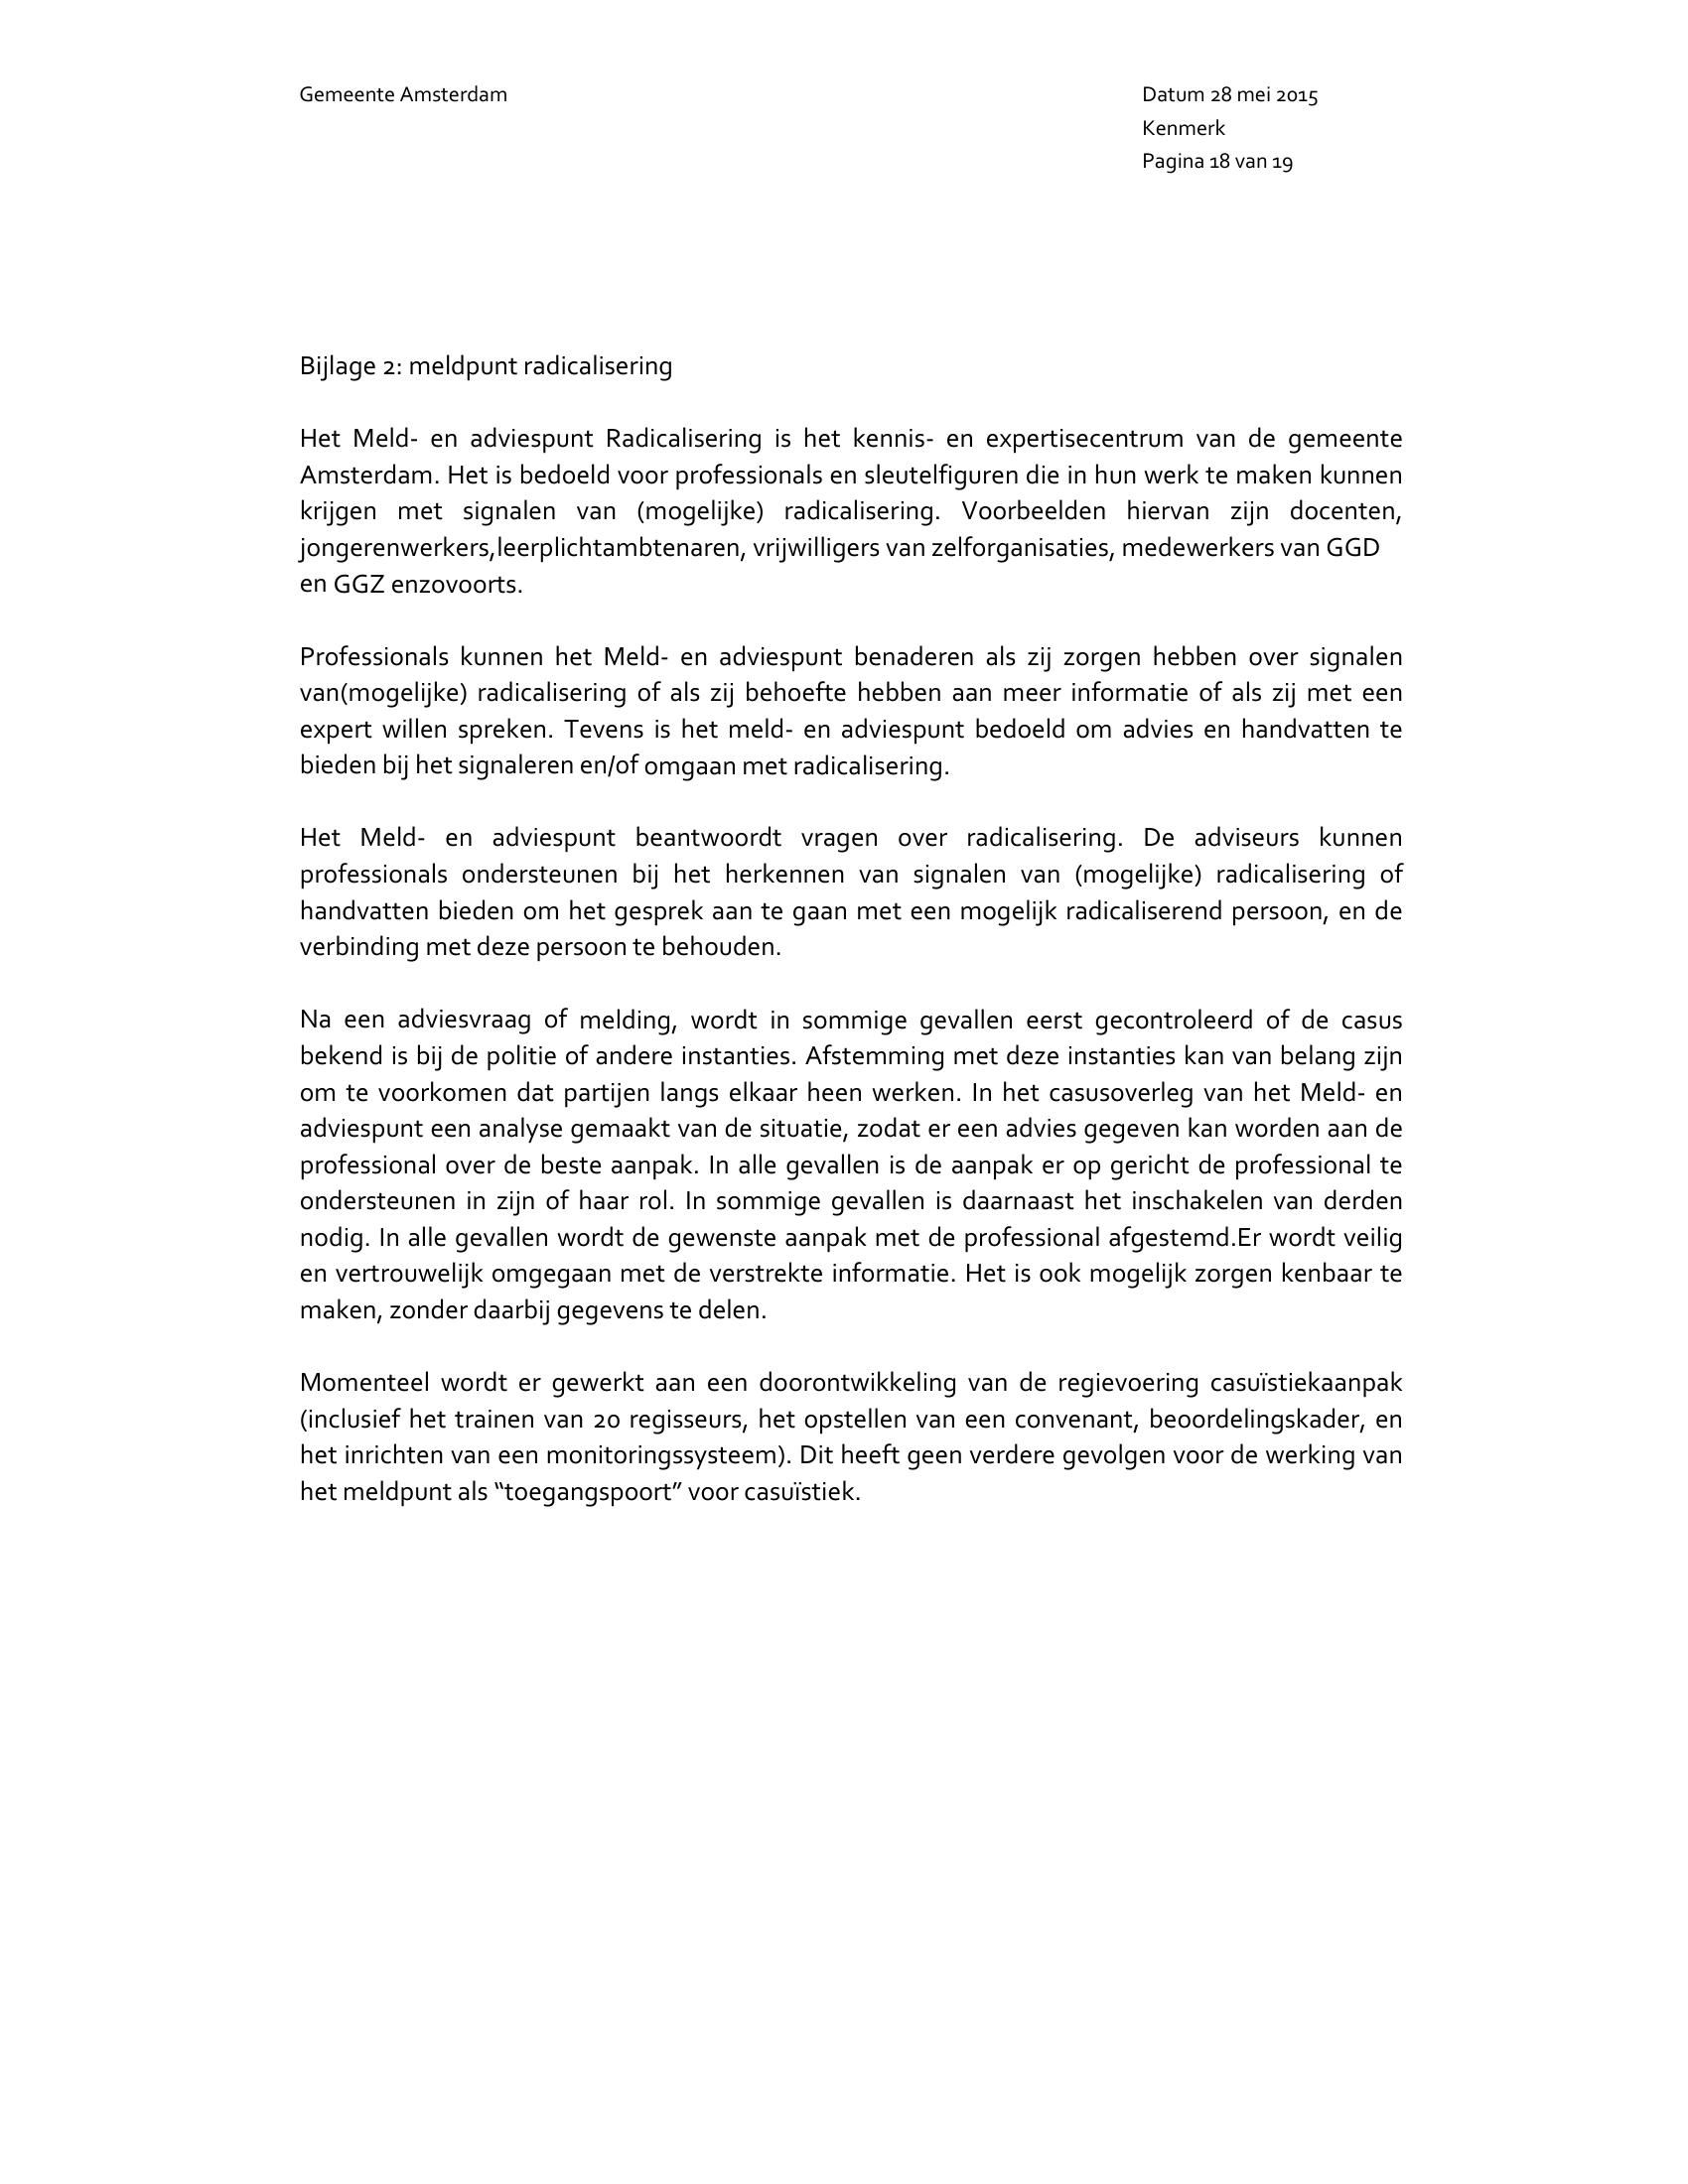 Gemeente Amsterdam
Datum 28 mei 2015
Kenmerk
Pagina 18 van 19
Bijlage 2: meldpunt radicalisering
Het Meld- en adviespunt Radicalisering is het kennis- en expertisecentrum van de gemeente
Amsterdam. Het is bedoeld voor professionals en sleutelfiguren die in hun werk te maken kunnen
krijgen met signalen van (mogelijke) radicalisering. Voorbeelden hiervan zijn docenten,
jongerenwerkers,leerplichtambtenaren, vrijwilligers van zelforganisaties, medewerkers van GGD
en GGZ enzovoorts.
Professionals kunnen het Meld- en adviespunt benaderen als zij zorgen hebben over signalen
van(mogelijke) radicalisering of als zij behoefte hebben aan meer informatie of als zij met een
expert willen spreken. Tevens is het meld- en adviespunt bedoeld om advies en handvatten te
bieden bij het signaleren en/of omgaan met radicalisering.
Het Meld- en adviespunt beantwoordt vragen over radicalisering. De adviseurs kunnen
professionals ondersteunen bij het herkennen van signalen van (mogelijke) radicalisering of
handvatten bieden om het gesprek aan te gaan met een mogelijk radicaliserend persoon, en de
verbinding met deze persoon te behouden.
Na een adviesvraag of melding, wordt in sommige gevallen eerst gecontroleerd of de casus
bekend is bij de politie of andere instanties. Afstemming met deze instanties kan van belang zijn
om te voorkomen dat partijen langs elkaar heen werken. In het casusoverleg van het Meld- en
adviespunt een analyse gemaakt van de situatie, zodat er een advies gegeven kan worden aan de
professional over de beste aanpak. In alle gevallen is de aanpak er op gericht de professional te
ondersteunen in zijn of haar rol. In sommige gevallen is daarnaast het inschakelen van derden
nodig. In alle gevallen wordt de gewenste aanpak met de professional afgestemd.Er wordt veilig
en vertrouwelijk omgegaan met de verstrekte informatie. Het is ook mogelijk zorgen kenbaar te
maken, zonder daarbij gegevens te delen.
Momenteel wordt er gewerkt aan een doorontwikkeling van de regievoering casuïstiekaanpak
(inclusief het trainen van 20 regisseurs, het opstellen van een convenant, beoordelingskader, en
het inrichten van een monitoringssysteem). Dit heeft geen verdere gevolgen voor de werking van
het meldpunt als “toegangspoort” voor casuïstiek.